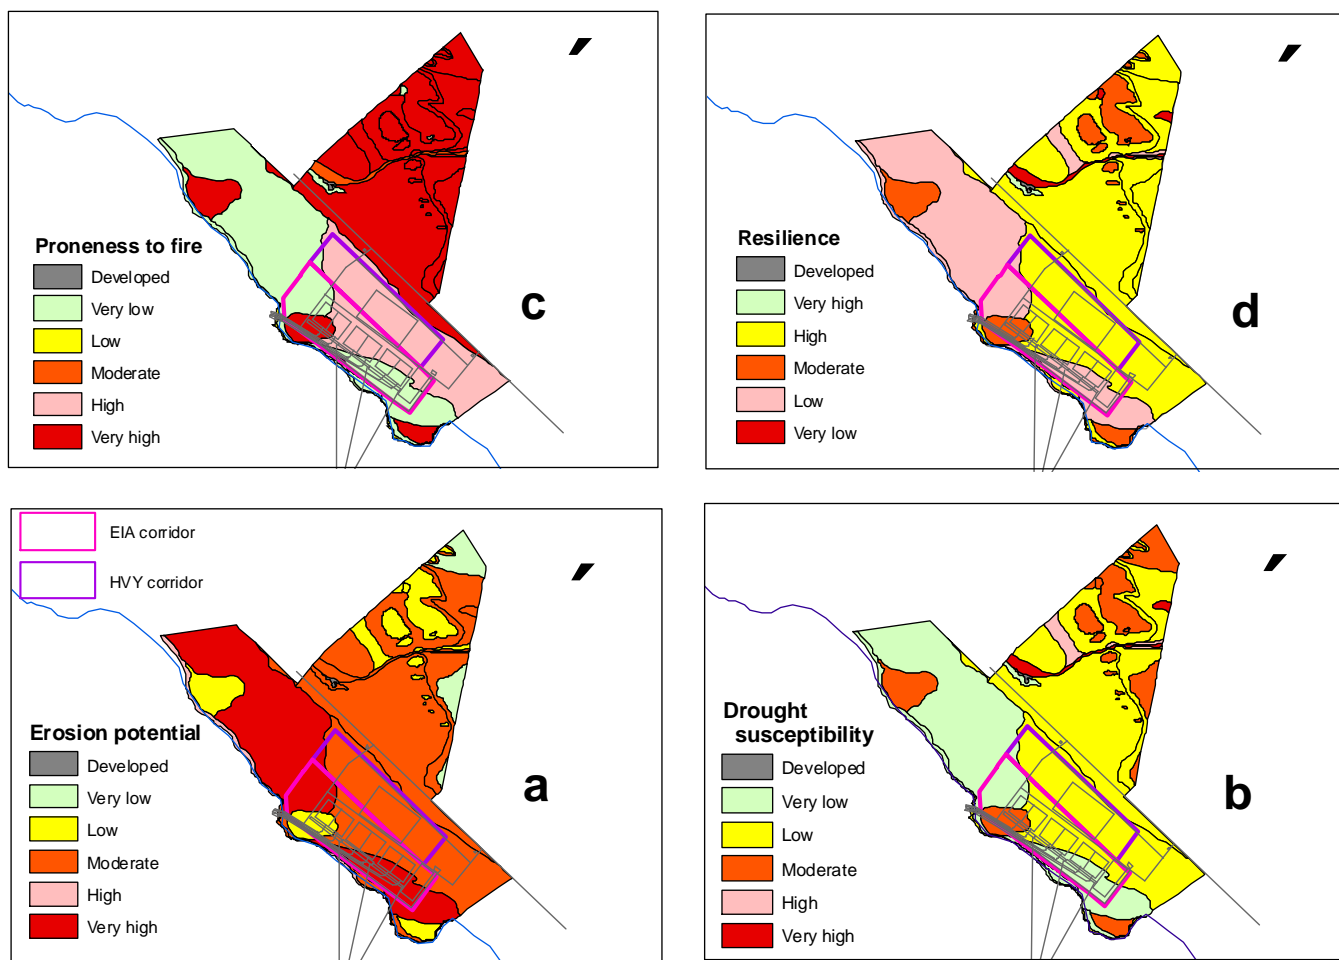 Proneness to fire
Developed
Very low
Low
Moderate
High
Very high
c
Resilience
Developed
Very high
High
Moderate
Low
Very low
d
EIA corridor
HVY corridor
Erosion potential
Developed
Very low
Low
Moderate
High
Very high
a
Drought
susceptibility
Developed
Very low
Low
Moderate
High
Very high
b